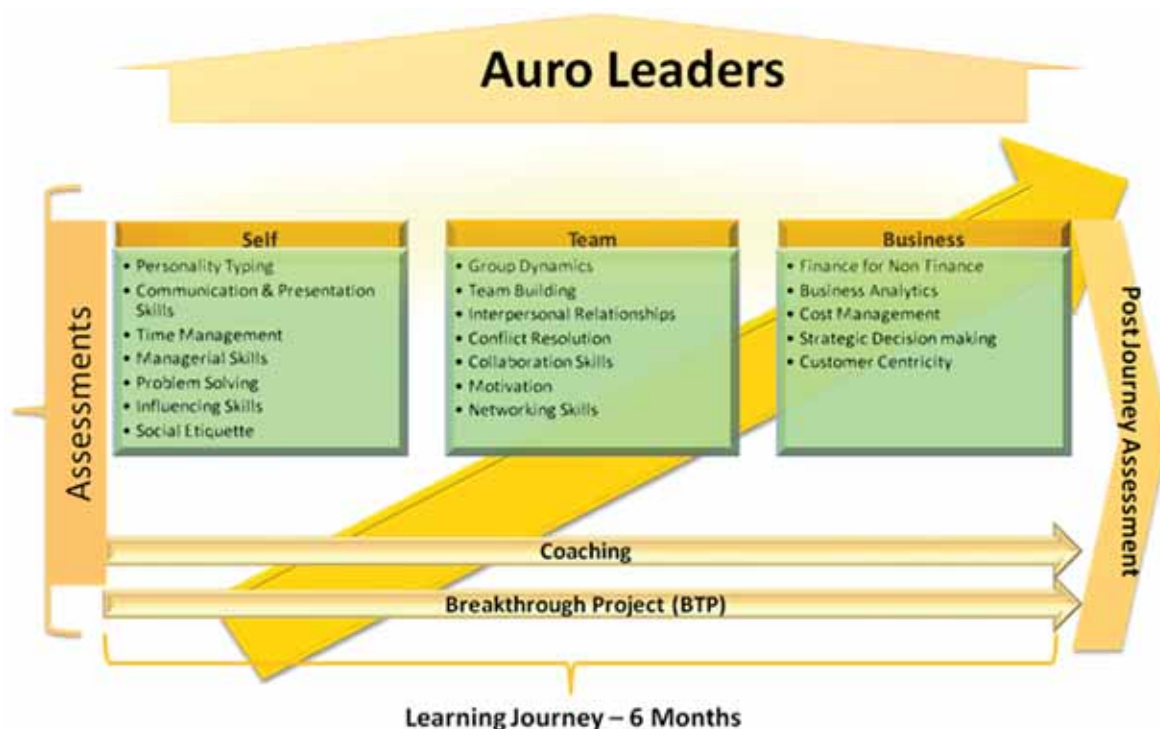 Auro Leaders
Assessments
Self
• Personality Typing
• Communication & Presentation
Skills
• Time Management
• Managerial Skills
• Problem Solving
• Influencing Skills
• Social Etiquette
Team
• Group Dynamics
• Team Building
• Interpersonal Relationships
• Conflict Resolution
• Collaboration Skills
• Motivation
• Networking Skills
Business
• Finance for Non Finance
• Business Analytics
• Cost Management
• Strategic Decision making
• Customer Centricity
Post Journey Assessment
Coaching
Breakthrough Project (BTP)
Learning Journey – 6 Months